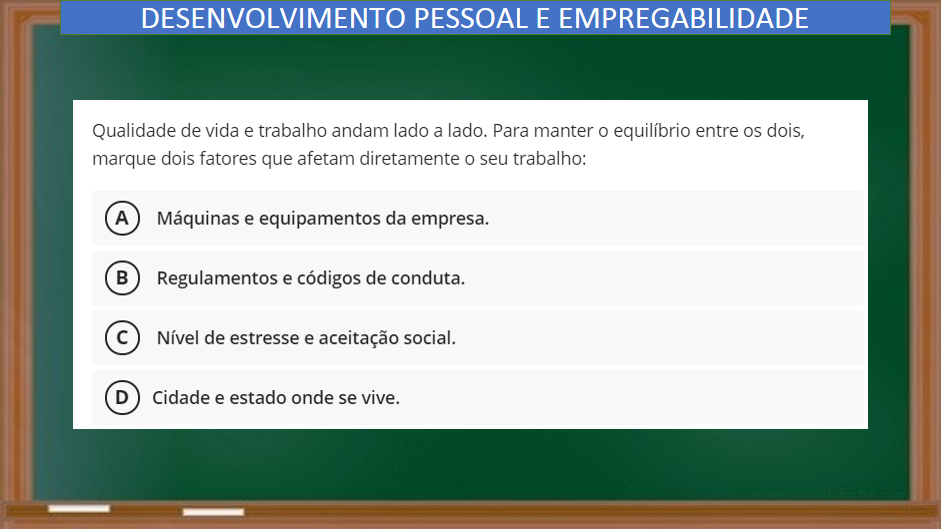 DESENVOLVIMENTO PESSOAL E EMPREGABILIDADE
Qualidade de vida e trabalho andam lado a lado. Para manter o equilíbrio entre os dois,
marque dois fatores que afetam diretamente o seu trabalho:
A Máquinas e equipamentos da empresa.
B Regulamentos e códigos de conduta.
C Nível de estresse e aceitação social.
D Cidade e estado onde se vive.